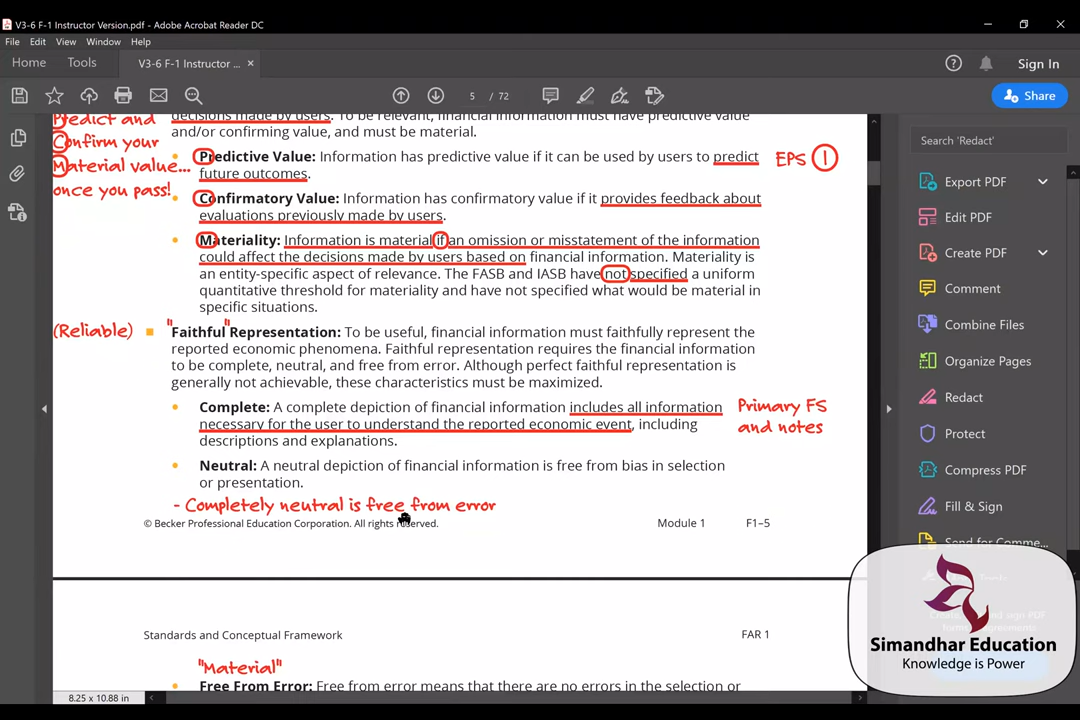 V3-6 F-1 Instructor Version.pdf - Adobe Acrobat Reader DC
File Edit View Window Help
Home Tools V3-6 F-1 Instructor ... × Sign In
5 / 72 Share
decisions made by users. To be relevant, financial information must have predictive value
and/or confirming value, and must be material.
Predict and
Confirm your
Material value...
once you pass!
• Predictive Value: Information has predictive value if it can be used by users to predict
future outcomes.
EPS 1
• Confirmatory Value: Information has confirmatory value if it provides feedback about
evaluations previously made by users.
• Materiality: Information is material if an omission or misstatement of the information
could affect the decisions made by users based on financial information. Materiality is
an entity-specific aspect of relevance. The FASB and IASB have not specified a uniform
quantitative threshold for materiality and have not specified what would be material in
specific situations.
(Reliable) "Faithful" Representation: To be useful, financial information must faithfully represent the
reported economic phenomena. Faithful representation requires the financial information
to be complete, neutral, and free from error. Although perfect faithful representation is
generally not achievable, these characteristics must be maximized.
• Complete: A complete depiction of financial information includes all information
necessary for the user to understand the reported economic event, including
descriptions and explanations.
Primary FS
and notes
• Neutral: A neutral depiction of financial information is free from bias in selection
or presentation.
- Completely neutral is free from error
© Becker Professional Education Corporation. All rights reserved. Module 1 F1–5
Standards and Conceptual Framework FAR 1
"Material"
• Free From Error: Free from error means that there are no errors in the selection or
8.25 x 10.88 in
Search 'Redact'
Export PDF
Edit PDF
Create PDF
Comment
Combine Files
Organize Pages
Redact
Protect
Compress PDF
Fill & Sign
Send for Comme...
Simandhar Education
Knowledge is Power